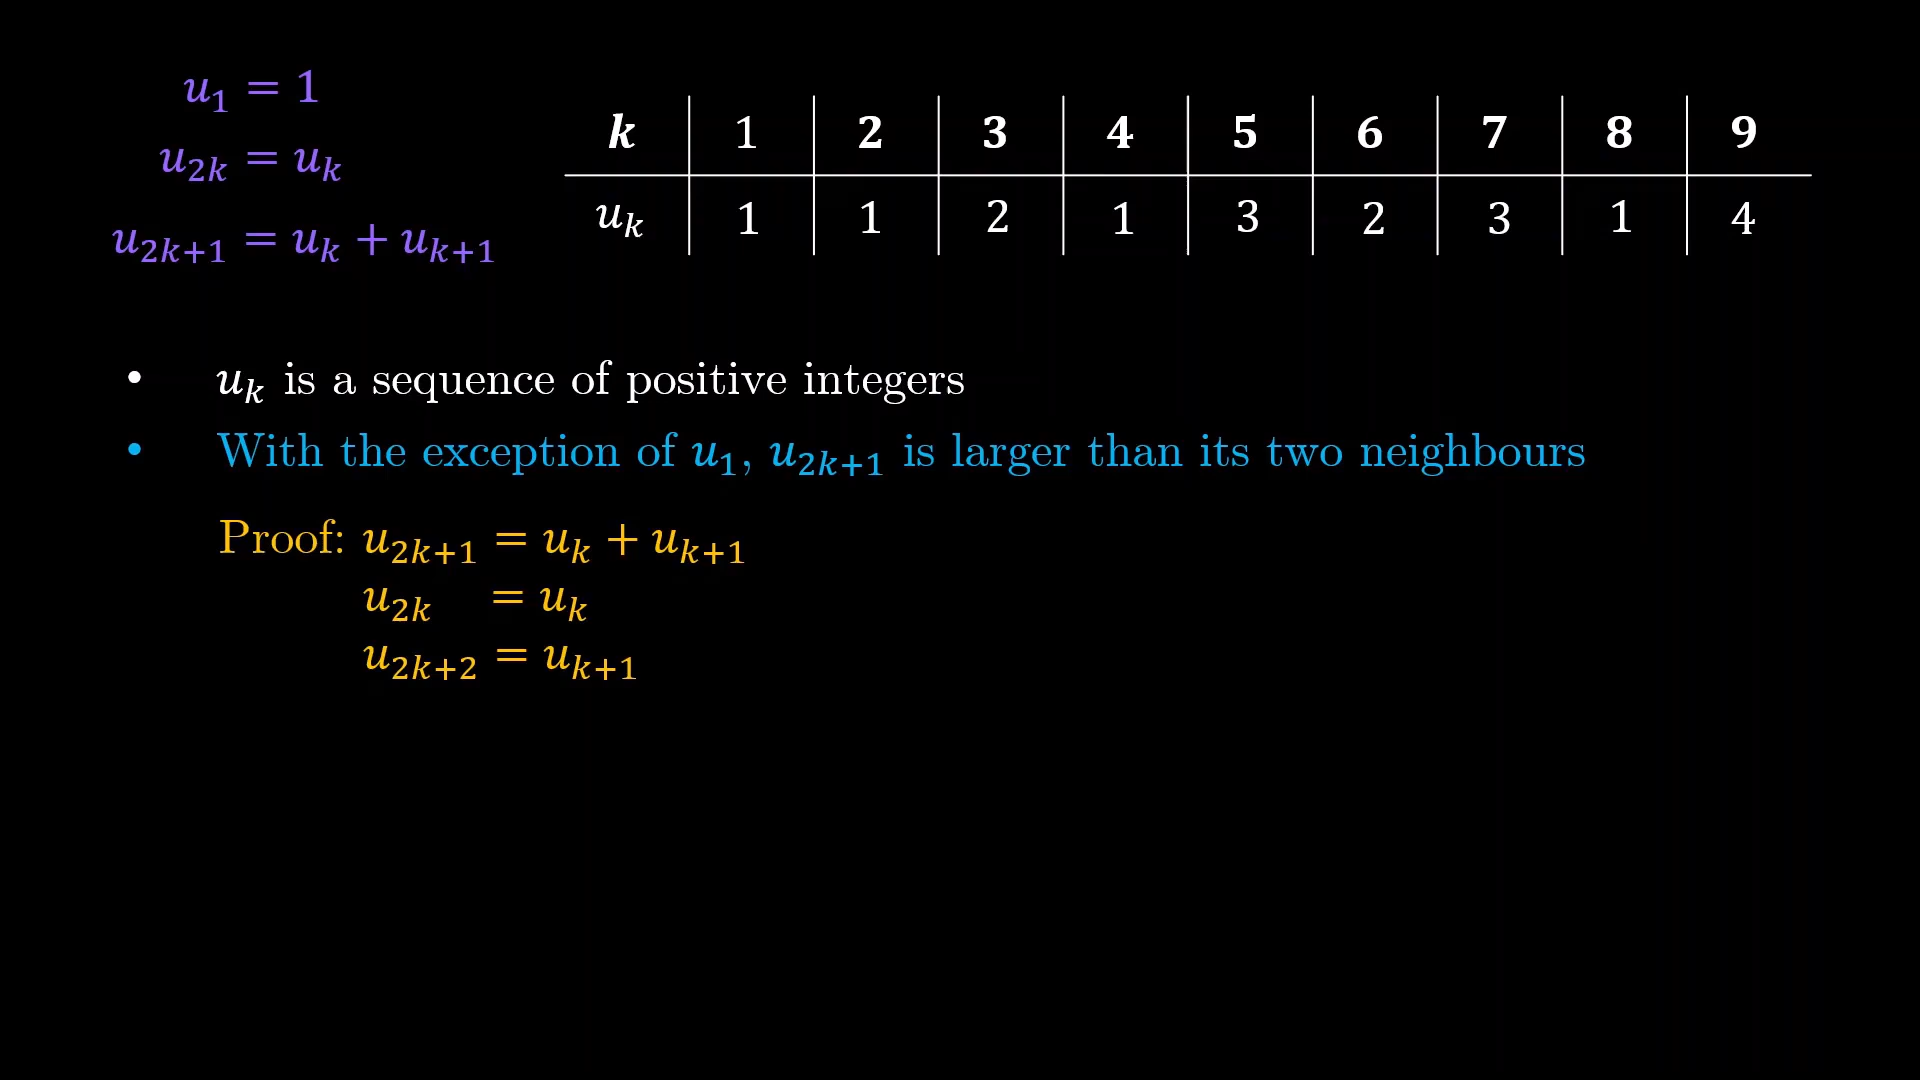 u₁ = 1
u₂ₖ = uₖ
u₂ₖ₊₁ = uₖ + uₖ₊₁
k 1 2 3 4 5 6 7 8 9
uₖ 1 1 2 1 3 2 3 1 4
• uₖ is a sequence of positive integers
• With the exception of u₁, u₂ₖ₊₁ is larger than its two neighbours
Proof: u₂ₖ₊₁ = uₖ + uₖ₊₁
u₂ₖ = uₖ
u₂ₖ₊₂ = uₖ₊₁